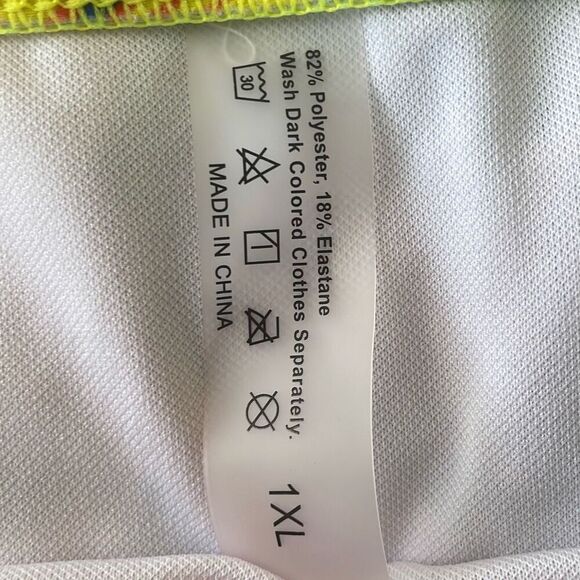 82% Polyester, 18% Elastane
Wash Dark Colored Clothes Separately.
30
MADE IN CHINA
1XL